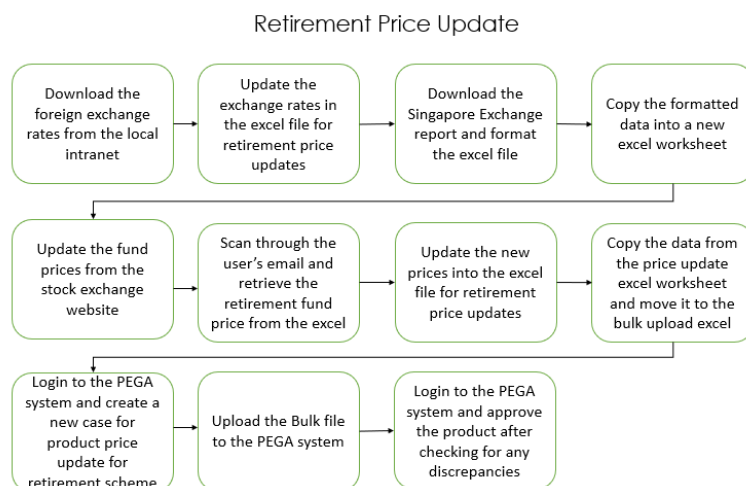 Retirement Price Update
Download the
foreign exchange
rates from the local
intranet
Update the
exchange rates in
the excel file for
retirement price
updates
Download the
Singapore Exchange
report and format
the excel file
Copy the formatted
data into a new
excel worksheet
Update the fund
prices from the
stock exchange
website
Scan through the
user's email and
retrieve the
retirement fund
price from the excel
Update the new
prices into the excel
file for retirement
price updates
Copy the data from
the price update
excel worksheet
and move it to the
bulk upload excel
Login to the PEGA
system and create a
new case for
product price
update for
retirement scheme
Upload the Bulk file
to the PEGA system
Login to the PEGA
system and approve
the product after
checking for any
discrepancies